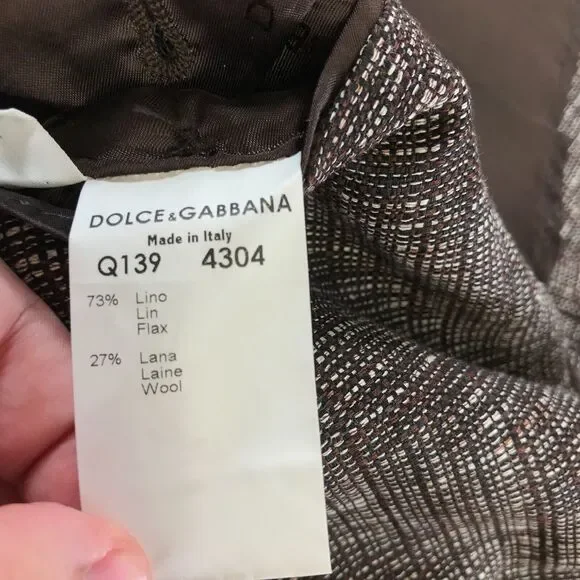 DOLCE&GABBANA
Made in Italy
Q139 4304
73% Lino
Lin
Flax
27% Lana
Laine
Wool